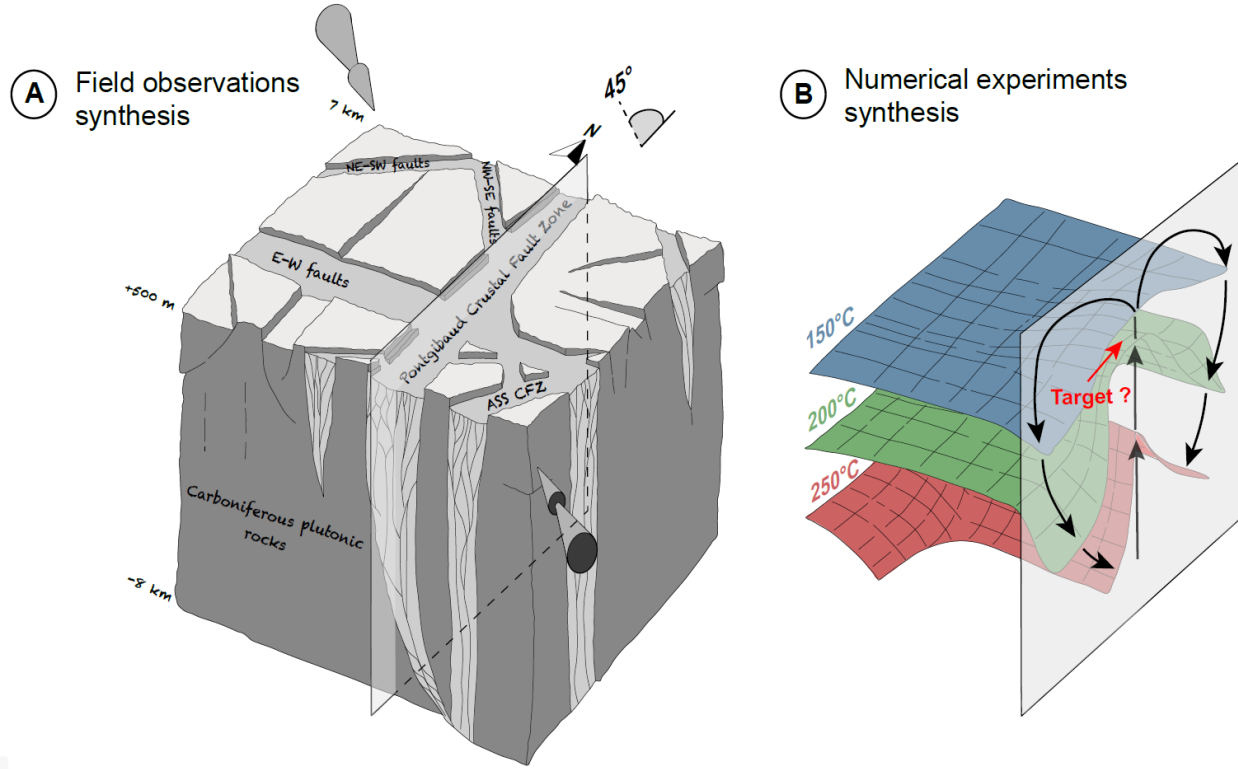 A
Field observations
synthesis
7 km
45°
N
NE-SW faults
NW-SE faults
E-W faults
Pontgibaud Crustal Fault Zone
ASS CFZ
+500 m
Carboniferous plutonic
rocks
-8 km
B
Numerical experiments
synthesis
150°C
200°C
250°C
Target ?